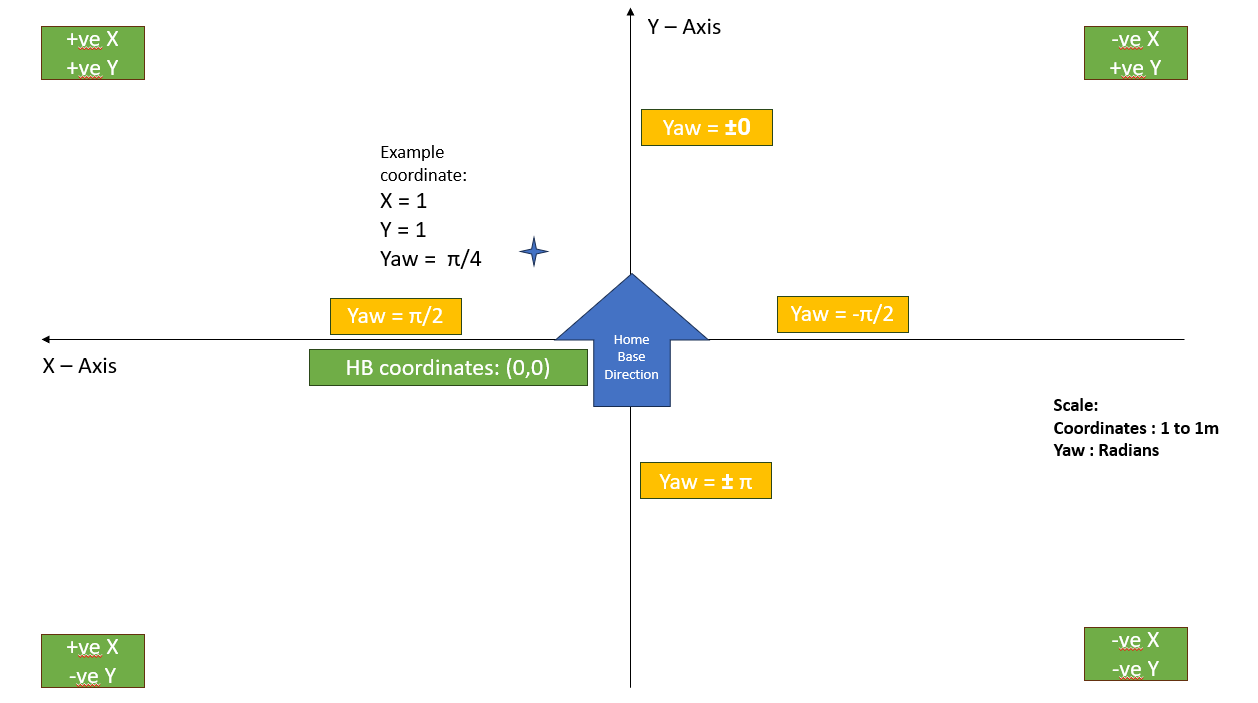 +ve X
+ve Y
Y – Axis
-ve X
+ve Y
Yaw = ±0
Example
coordinate:
X = 1
Y = 1
Yaw =  π/4
Yaw = π/2
Yaw = -π/2
X – Axis
HB coordinates: (0,0)
Home
Base
Direction
Scale:
Coordinates : 1 to 1m
Yaw : Radians
Yaw = ± π
+ve X
-ve Y
-ve X
-ve Y